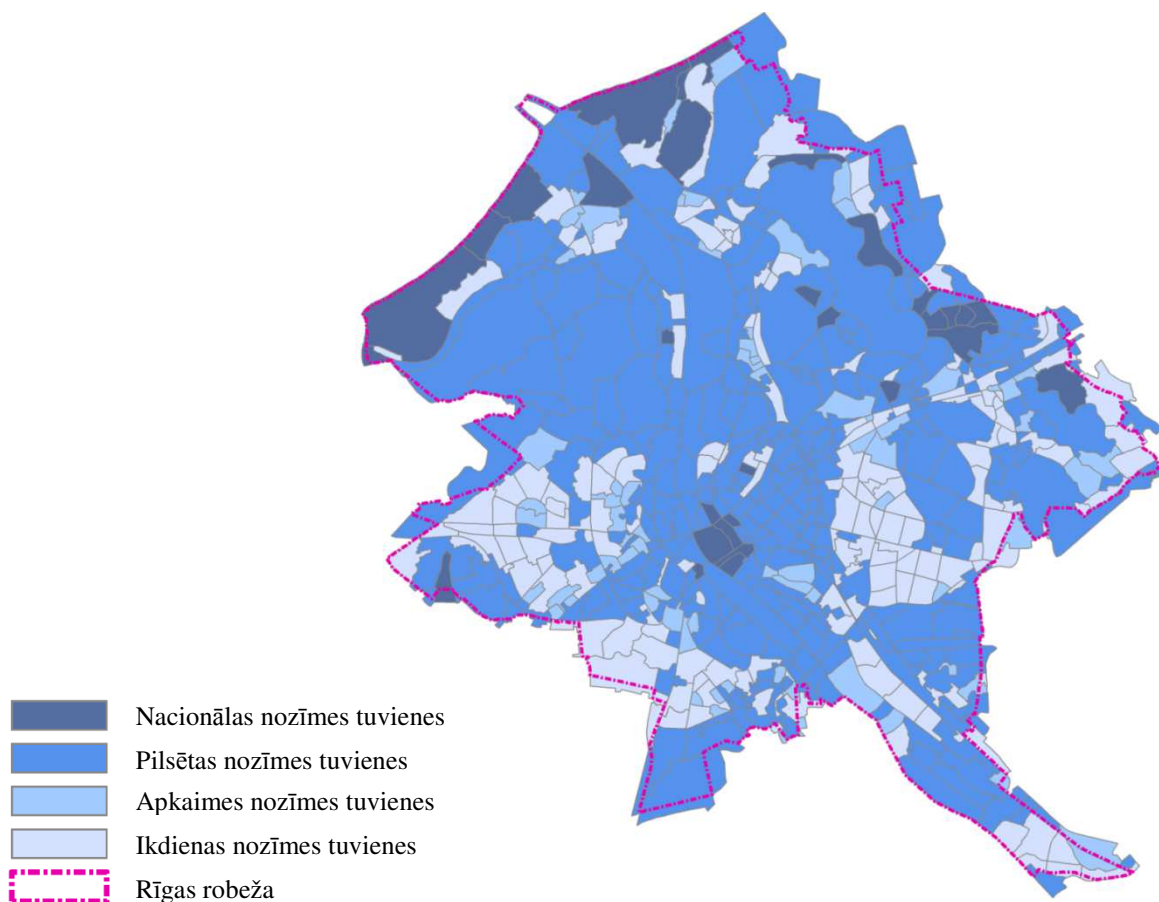 Nacionālas nozīmes tuvienes
Pilsētas nozīmes tuvienes
Apkaimes nozīmes tuvienes
Ikdienas nozīmes tuvienes
Rīgas robeža